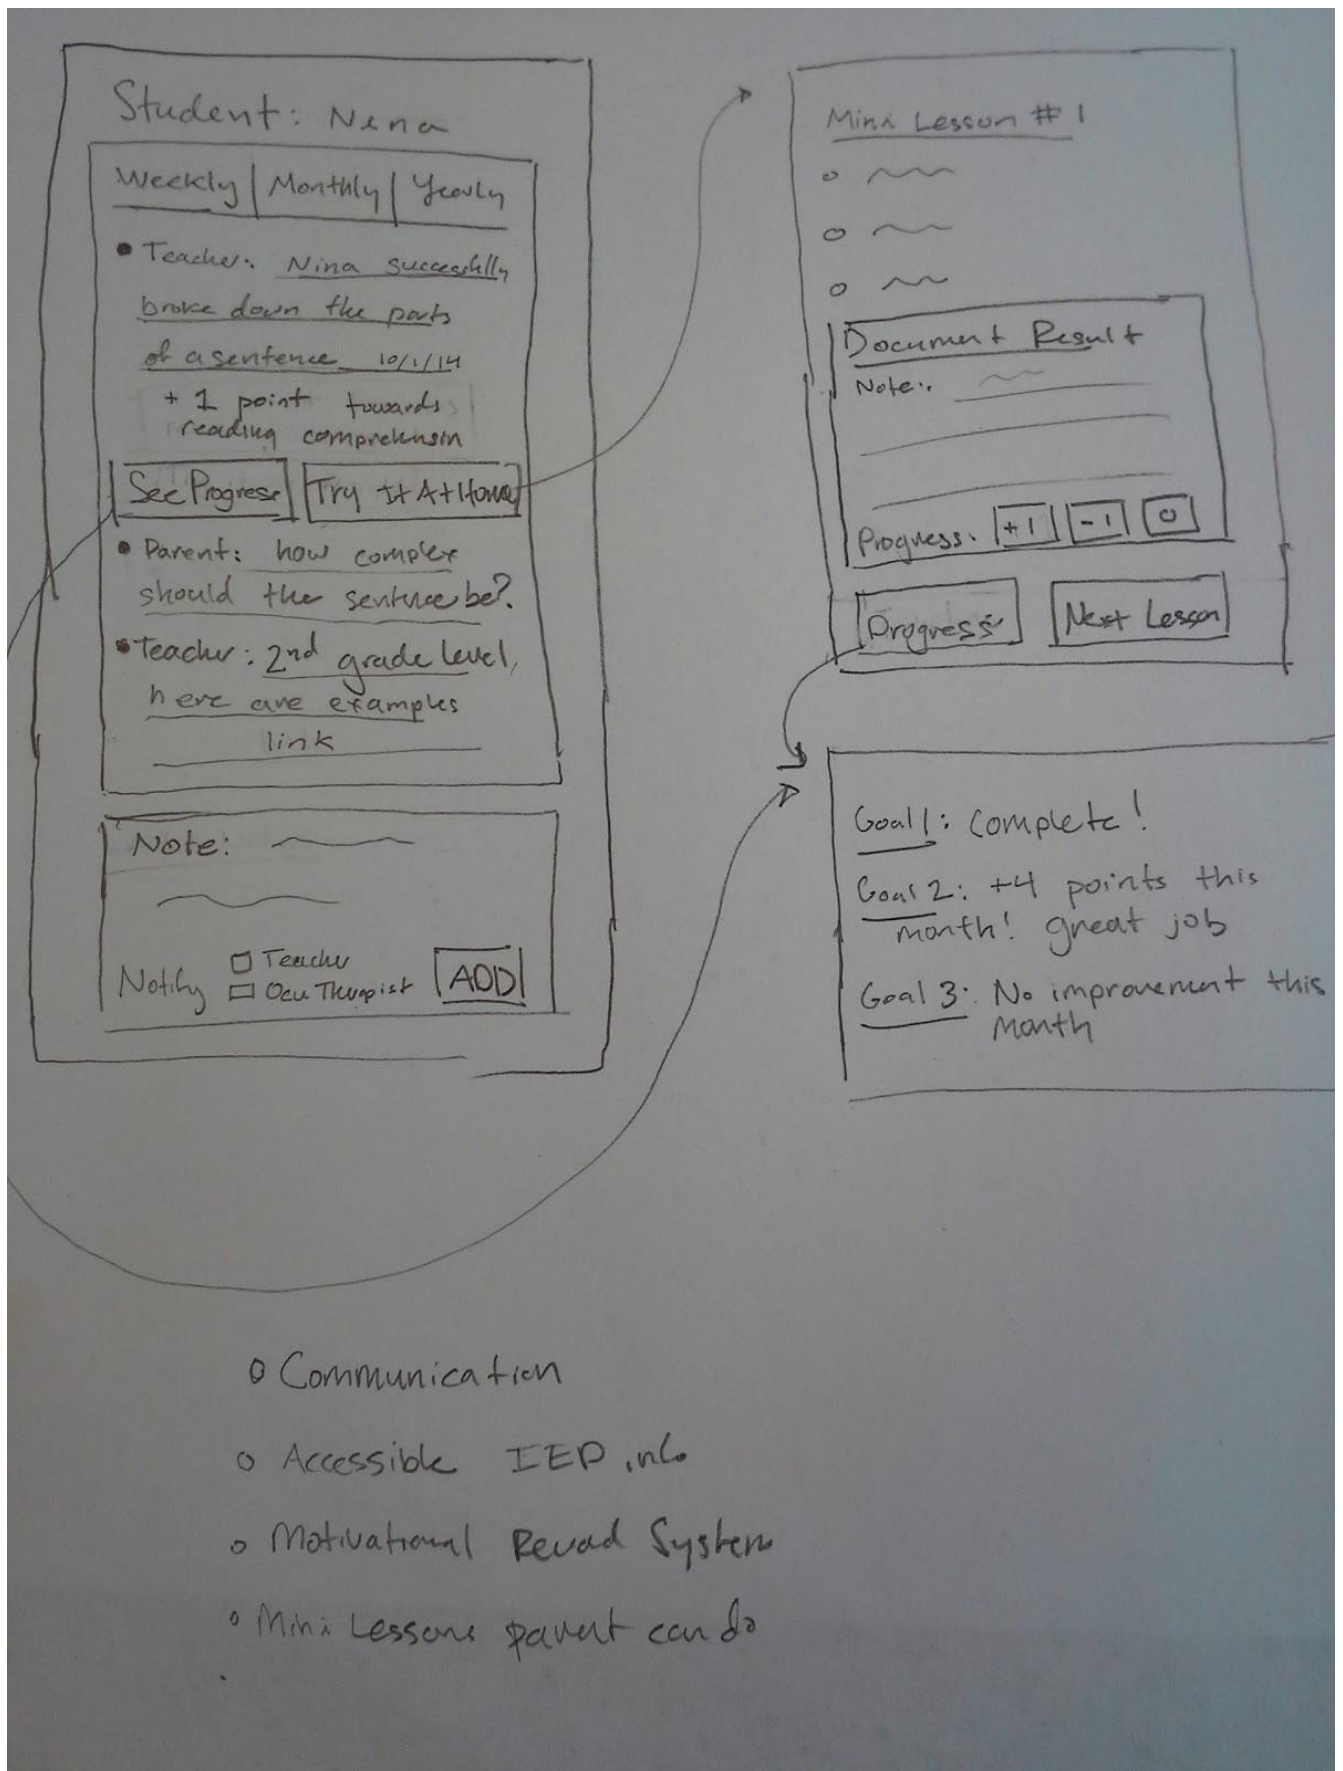 Student: Nina
Weekly | Monthly | Yearly
• Teacher: Nina successfully
broke down the parts
of a sentence 10/1/14
+ 1 point towards
reading comprehension
See Progress
Try It At Home
• Parent: how complex
should the sentence be?
• Teacher: 2nd grade level,
here are examples
link
Note:
Notify
Teacher
Ocu Therapist
ADD
Mini Lesson # 1
Document Result
Note:
Progress: +1 -1 0
Progress
Next Lesson
Goal 1: Complete!
Goal 2: +4 points this
month! great job
Goal 3: No improvement this
month
o Communication
o Accessible IED info
o Motivational Reward System
o Mini Lessons parent can do